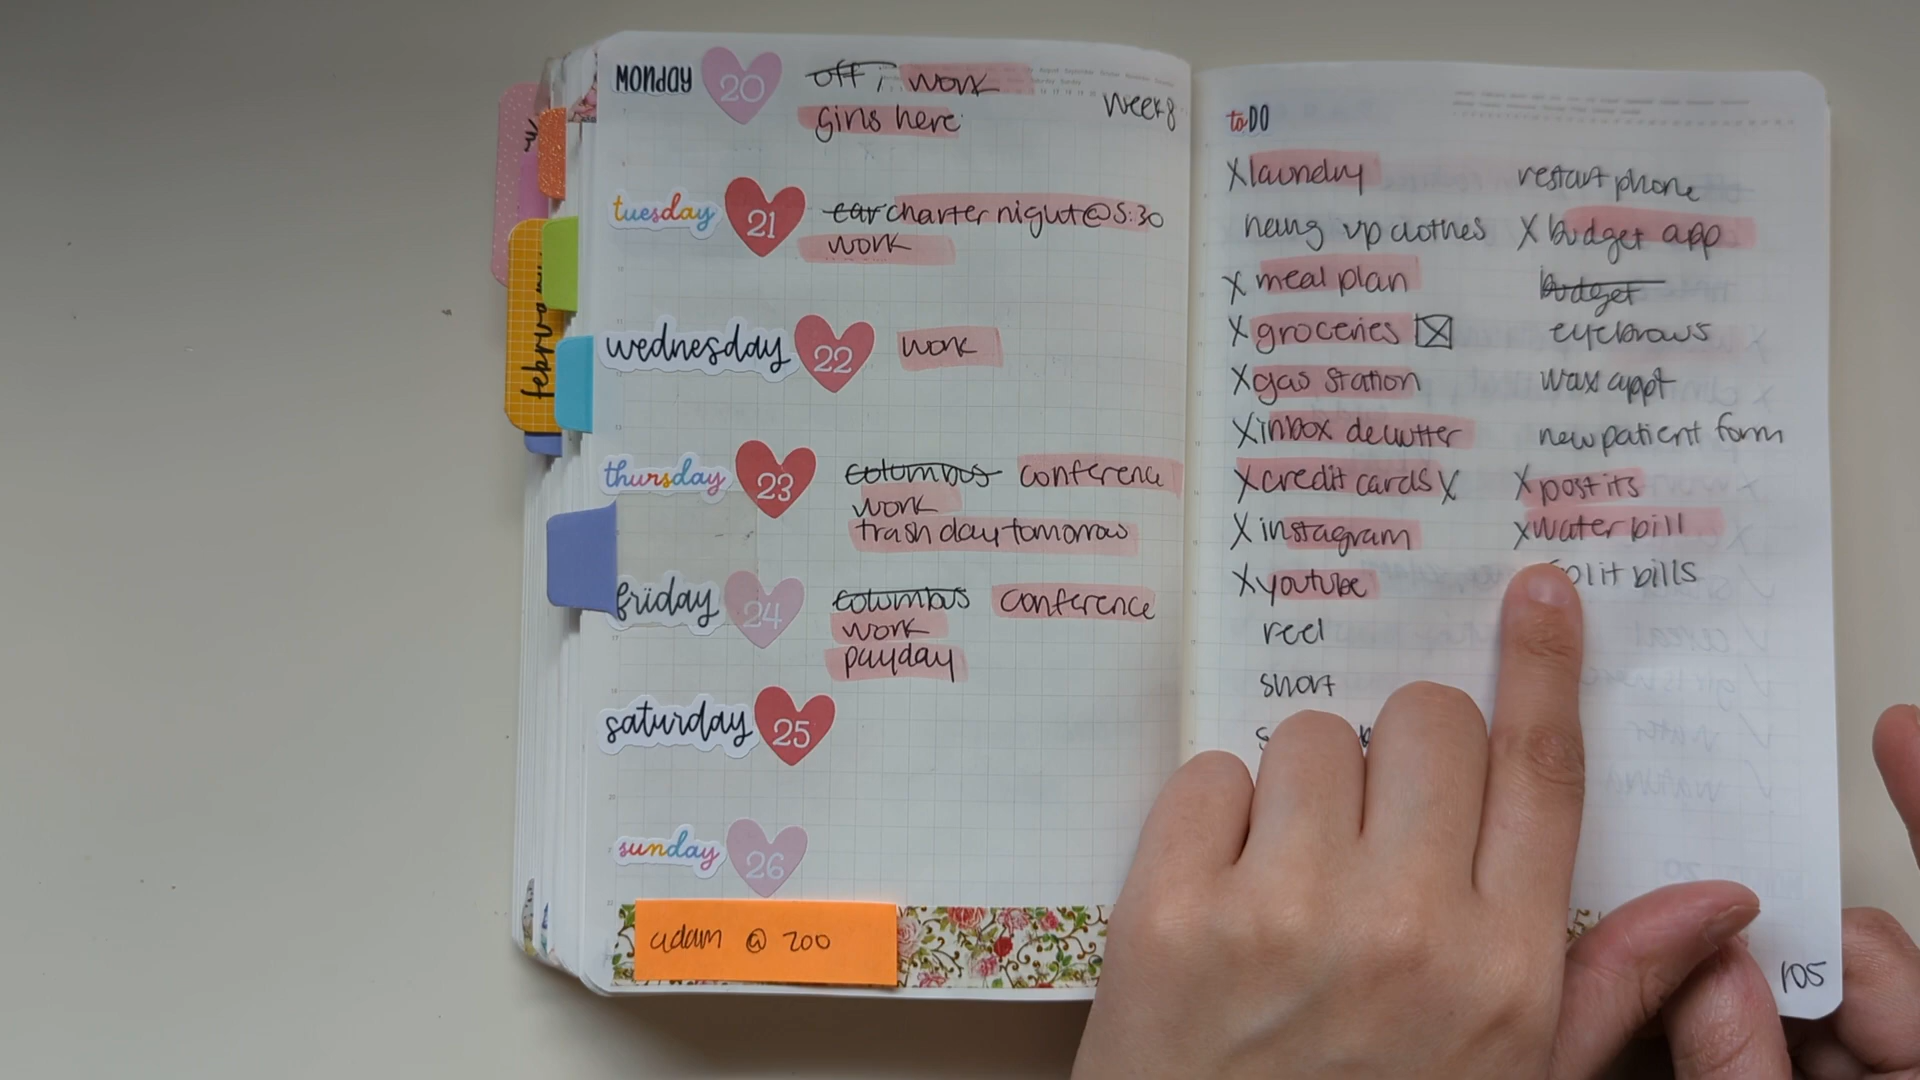 MONDAY 20 off, work
girls here
week 8
tuesday 21 ear charter night @ 5:30
work
wednesday 22 work
thursday 23 columbus conference
work
trash day tomorrow
friday 24 columbus conference
work
payday
saturday 25
sunday 26
adam @ zoo
to DO
X laundry
hang up clothes
X meal plan
X groceries
X gas station
X inbox declutter
X credit cards X
X instagram
X youtube
reel
short
restart phone
X budget app
budget
eyebrows
wax appt
new patient form
X post its
X water bill
split bills
105